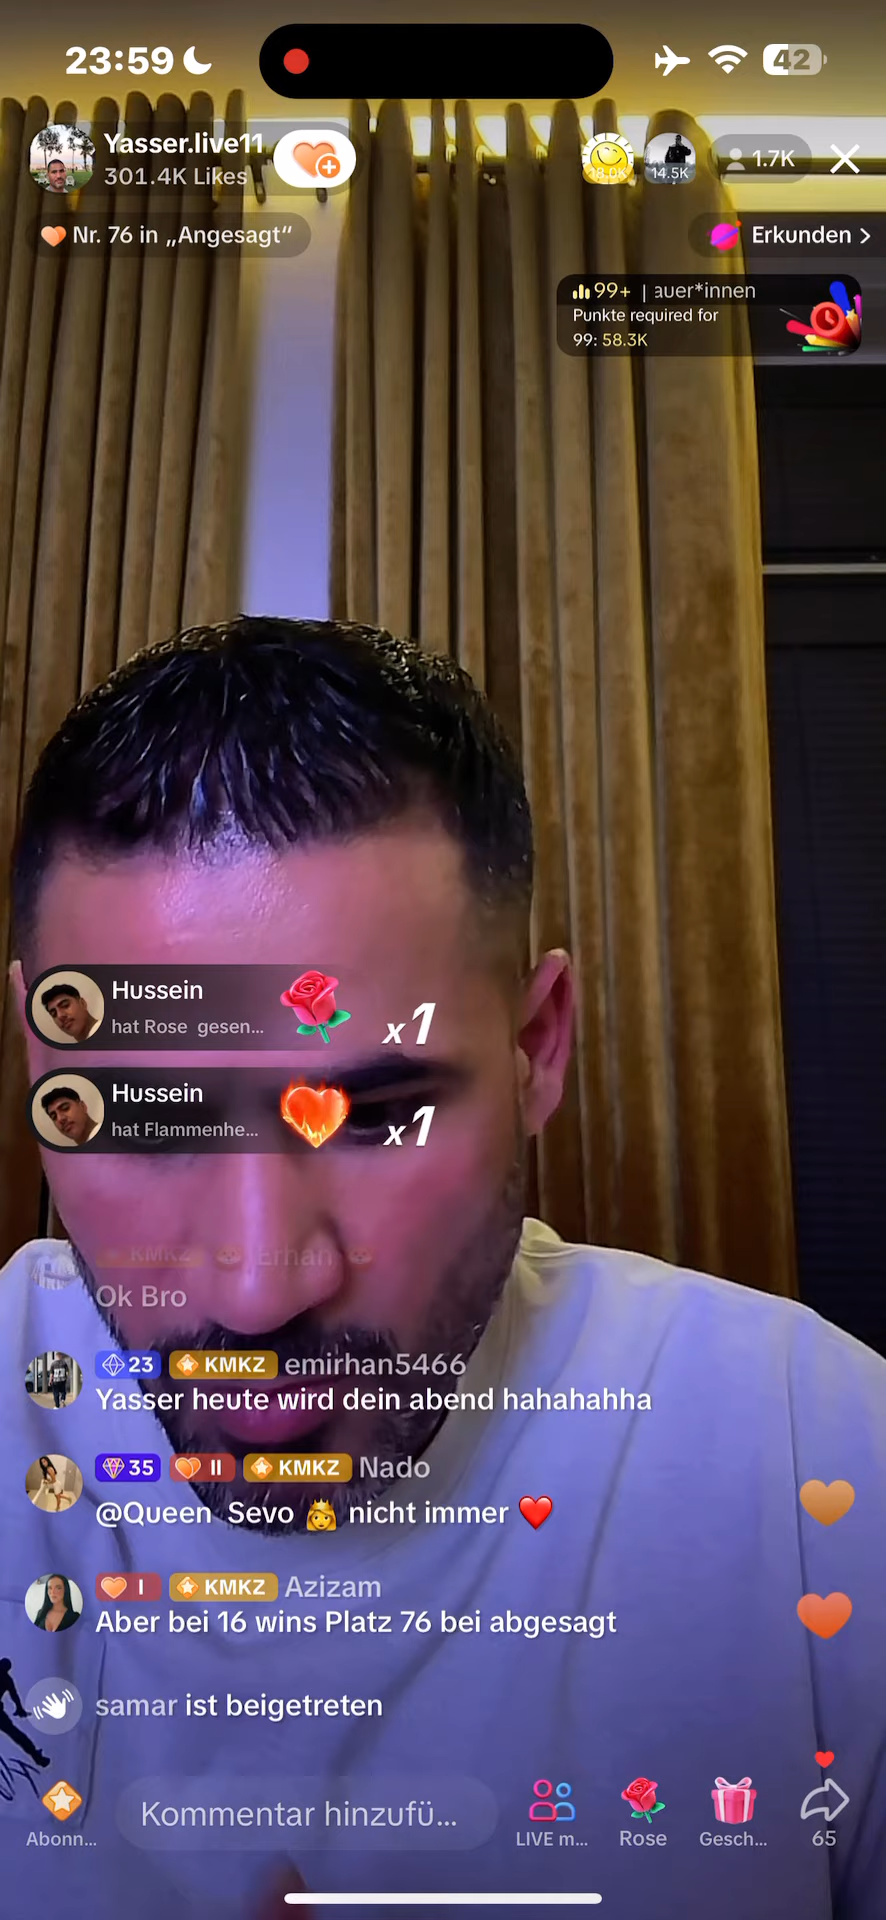 23:59
42
Yasser.live11
301.4K Likes
18.0K
14.5K
1.7K
Nr. 76 in „Angesagt“
Erkunden >
99+ | auer*innen
Punkte required for
99: 58.3K
Hussein
hat Rose gesen...
x1
Hussein
hat Flammenhe...
x1
KMKZ Erhan
Ok Bro
23 KMKZ emirhan5466
Yasser heute wird dein abend hahahahha
35 II KMKZ Nado
@Queen Sevo 👸 nicht immer ❤️
I KMKZ Azizam
Aber bei 16 wins Platz 76 bei abgesagt
samar ist beigetreten
Kommentar hinzufü...
Abonn...
LIVE m...
Rose
Gesch...
65